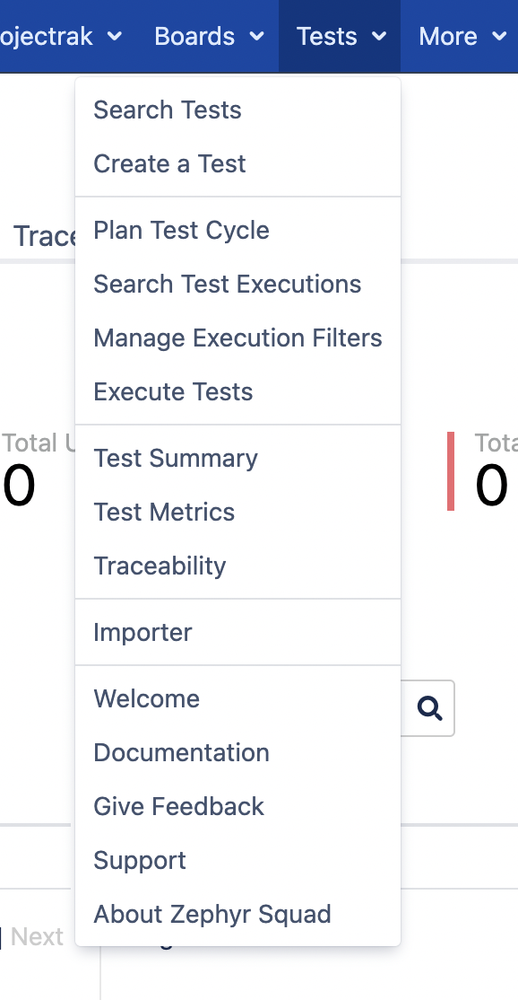 ojectrak Boards Tests More
Search Tests
Create a Test
Trace
Plan Test Cycle
Search Test Executions
Manage Execution Filters
Execute Tests
Total U
0
Tota
0
Test Summary
Test Metrics
Traceability
Importer
Welcome
Documentation
Give Feedback
Support
About Zephyr Squad
Next